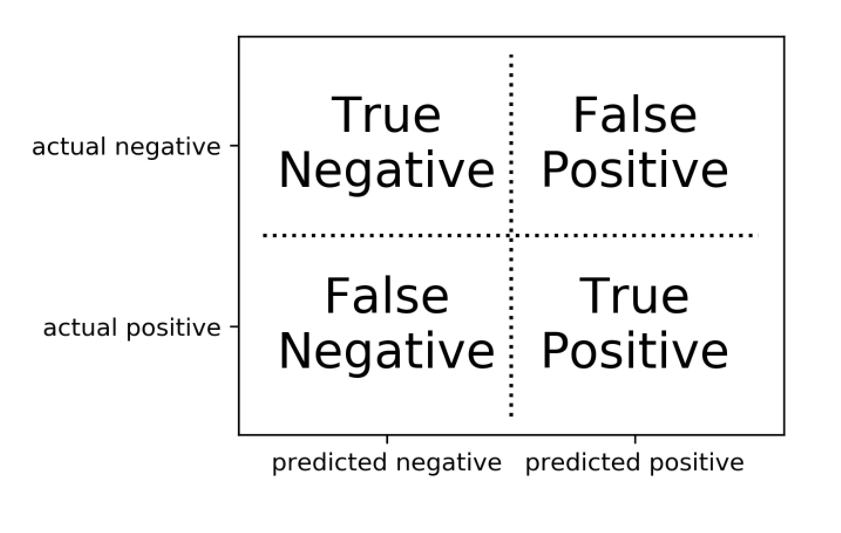 True
Negative
False
Positive
actual negative
False
Negative
True
Positive
actual positive
predicted negative
predicted positive